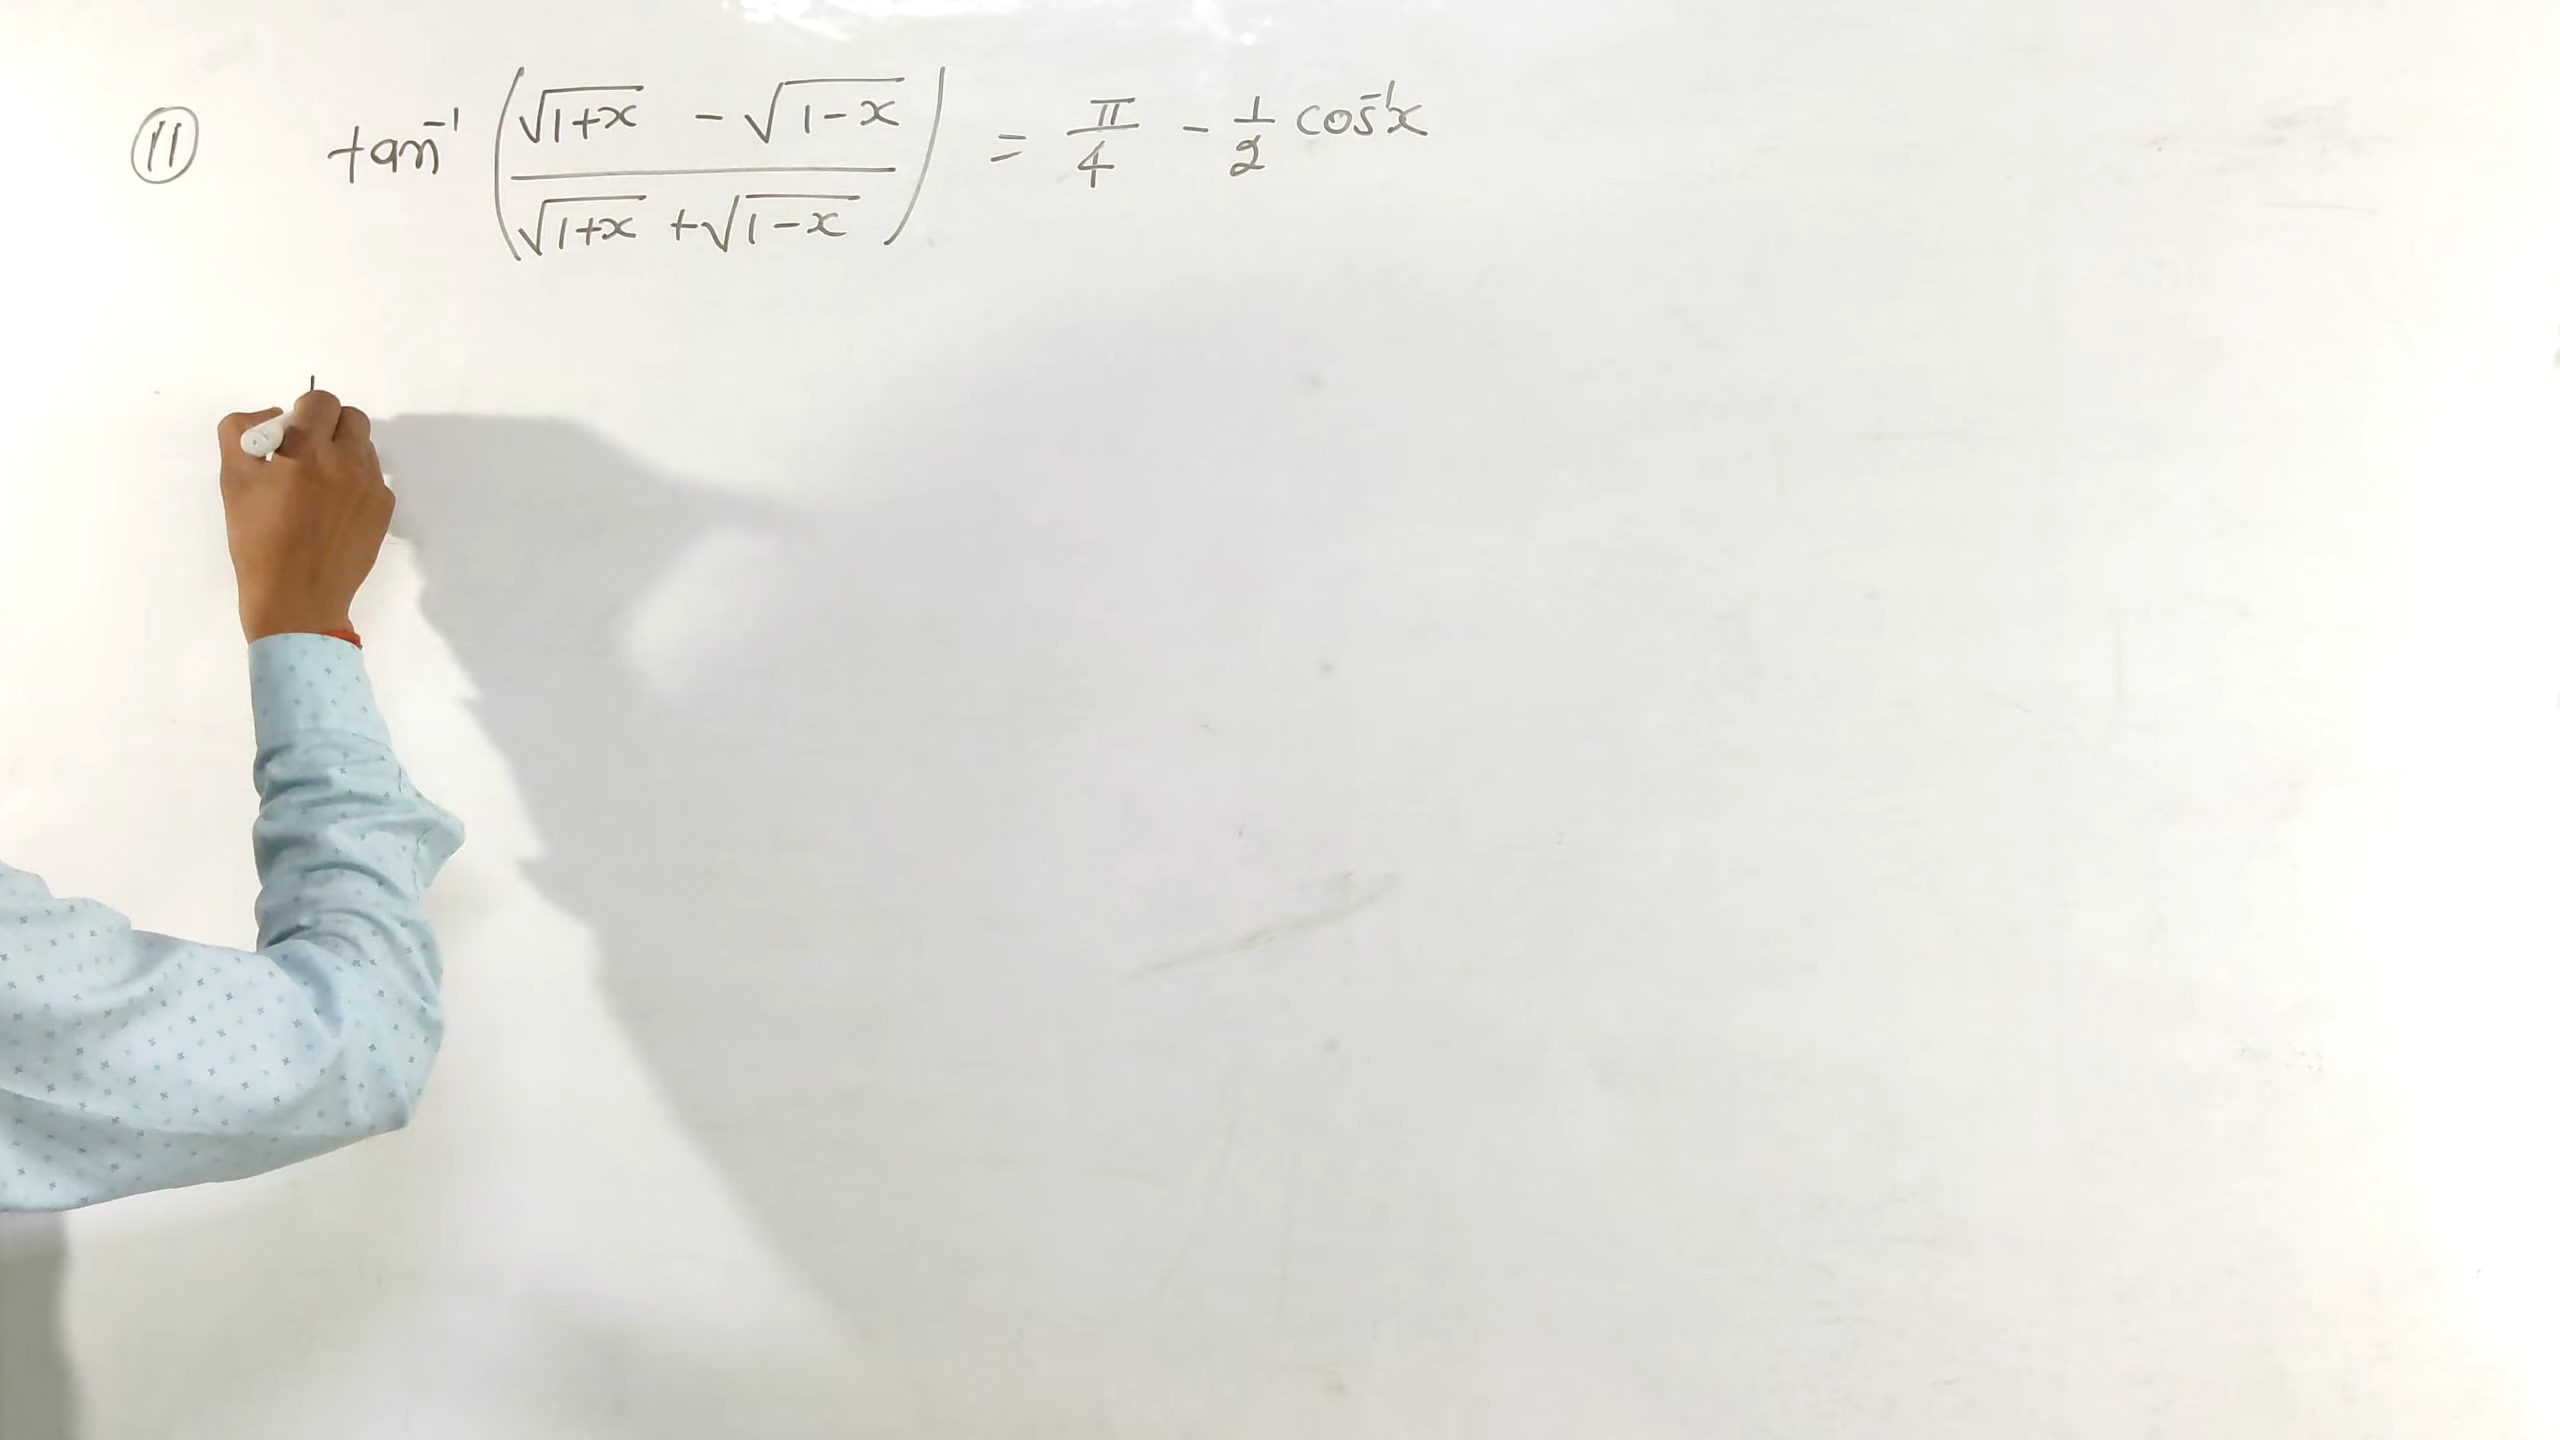 ⑪ tan⁻¹ ( (√(1+x) - √(1-x)) / (√(1+x) + √(1-x)) ) = π/4 - 1/2 cos⁻¹x